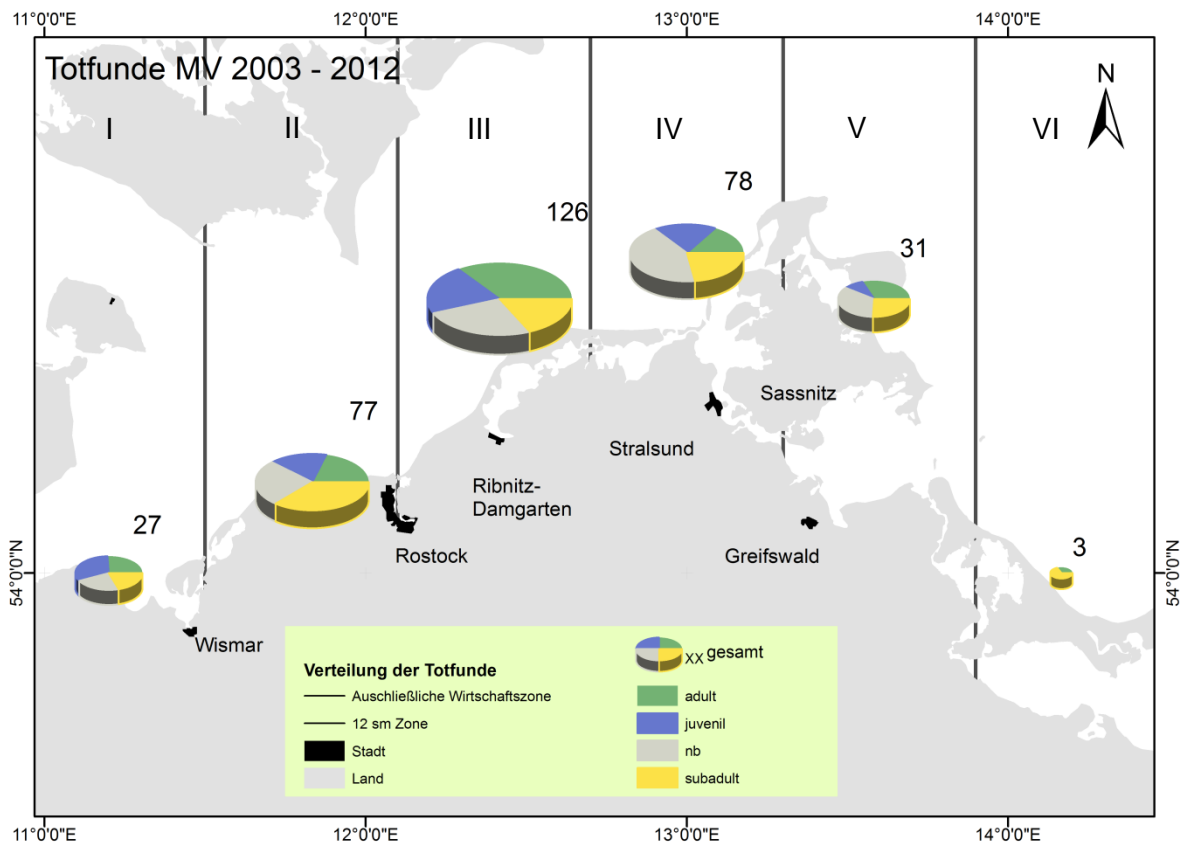 11°0'0"E
12°0'0"E
13°0'0"E
14°0'0"E
Totfunde MV 2003 - 2012
N
I
II
III
IV
V
VI
78
126
31
Sassnitz
77
Stralsund
Ribnitz-
Damgarten
27
Rostock
Greifswald
3
54°0'0"N
54°0'0"N
Wismar
Verteilung der Totfunde
Auschließliche Wirtschaftszone
12 sm Zone
Stadt
Land
XX gesamt
adult
juvenil
nb
subadult
11°0'0"E
12°0'0"E
13°0'0"E
14°0'0"E